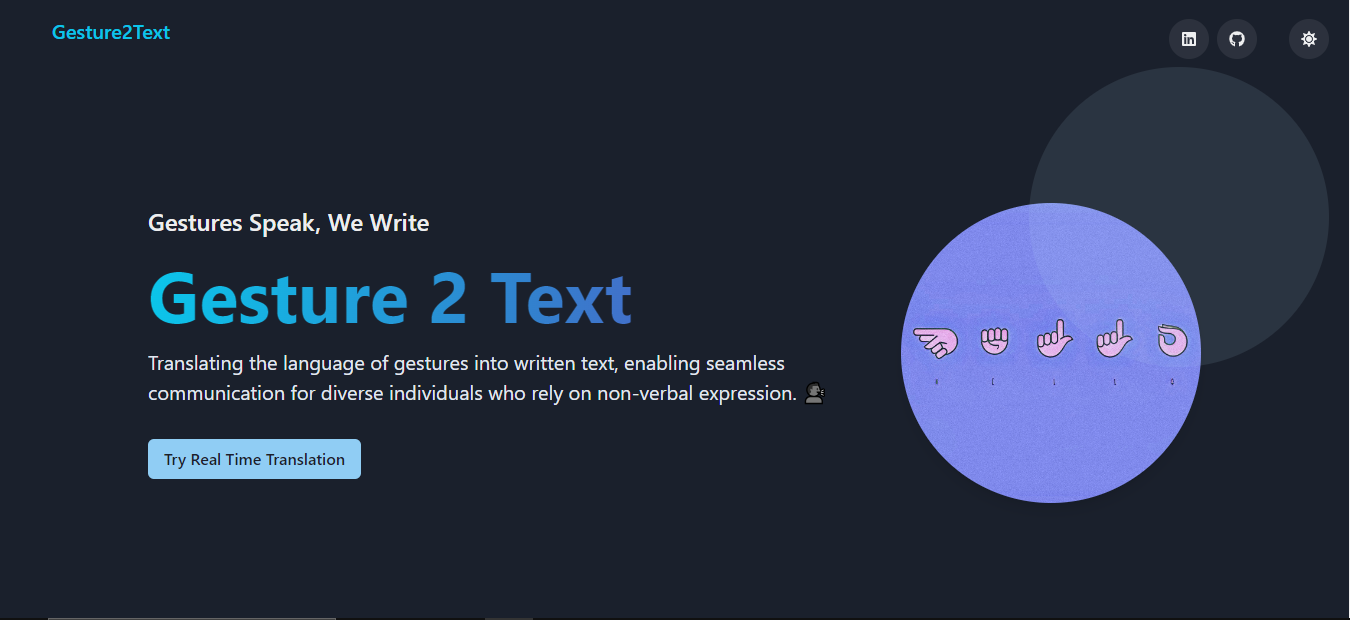 Gesture2Text
Gestures Speak, We Write
Gesture 2 Text
Translating the language of gestures into written text, enabling seamless
communication for diverse individuals who rely on non-verbal expression.
Try Real Time Translation